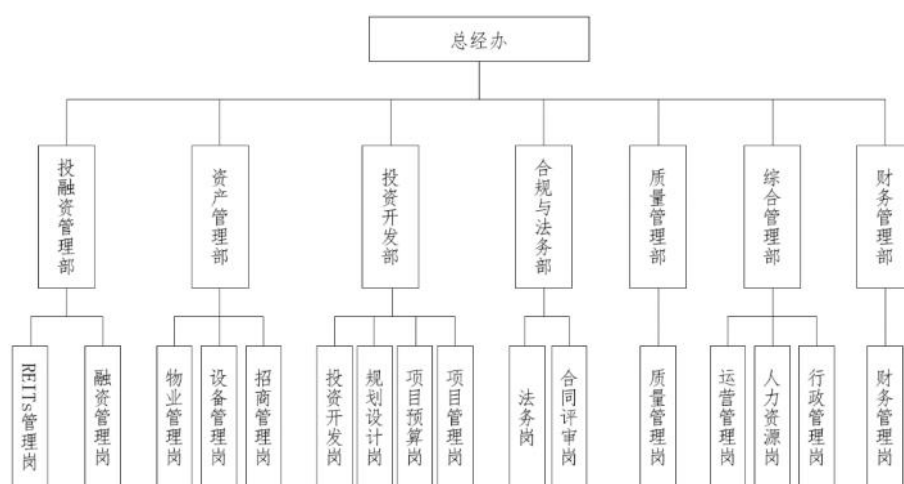 总经办
投融资管理部
资产管理部
投资开发部
合规与法务部
质量管理部
综合管理部
财务管理部
REITs管理岗
融资管理岗
物业管理岗
设备管理岗
招商管理岗
投资开发岗
规划设计岗
项目预算岗
项目管理岗
法务岗
合同评审岗
质量管理岗
运营管理岗
人力资源岗
行政管理岗
财务管理岗